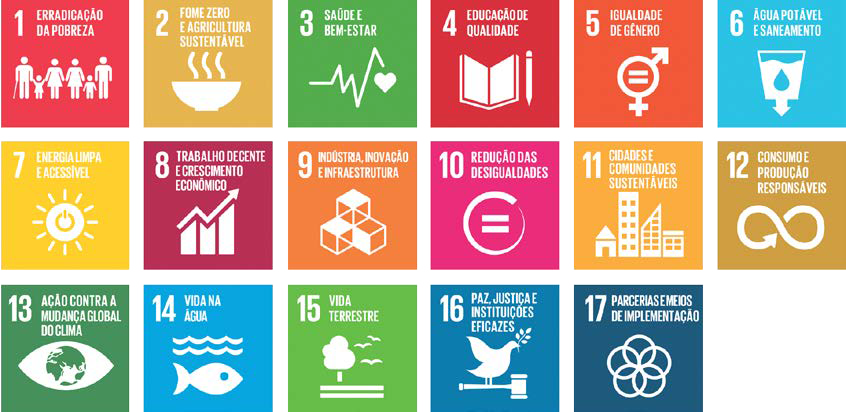 1 ERRADICAÇÃO
DA POBREZA
2 FOME ZERO
E AGRICULTURA
SUSTENTÁVEL
3 SAÚDE E
BEM-ESTAR
4 EDUCAÇÃO DE
QUALIDADE
5 IGUALDADE
DE GÊNERO
6 ÁGUA POTÁVEL
E SANEAMENTO
7 ENERGIA LIMPA
E ACESSÍVEL
8 TRABALHO DECENTE
E CRESCIMENTO
ECONÔMICO
9 INDÚSTRIA, INOVAÇÃO
E INFRAESTRUTURA
10 REDUÇÃO DAS
DESIGUALDADES
11 CIDADES E
COMUNIDADES
SUSTENTÁVEIS
12 CONSUMO E
PRODUÇÃO
RESPONSÁVEIS
13 AÇÃO CONTRA A
MUDANÇA GLOBAL
DO CLIMA
14 VIDA NA
ÁGUA
15 VIDA
TERRESTRE
16 PAZ, JUSTIÇA E
INSTITUIÇÕES
EFICAZES
17 PARCERIAS E MEIOS
DE IMPLEMENTAÇÃO